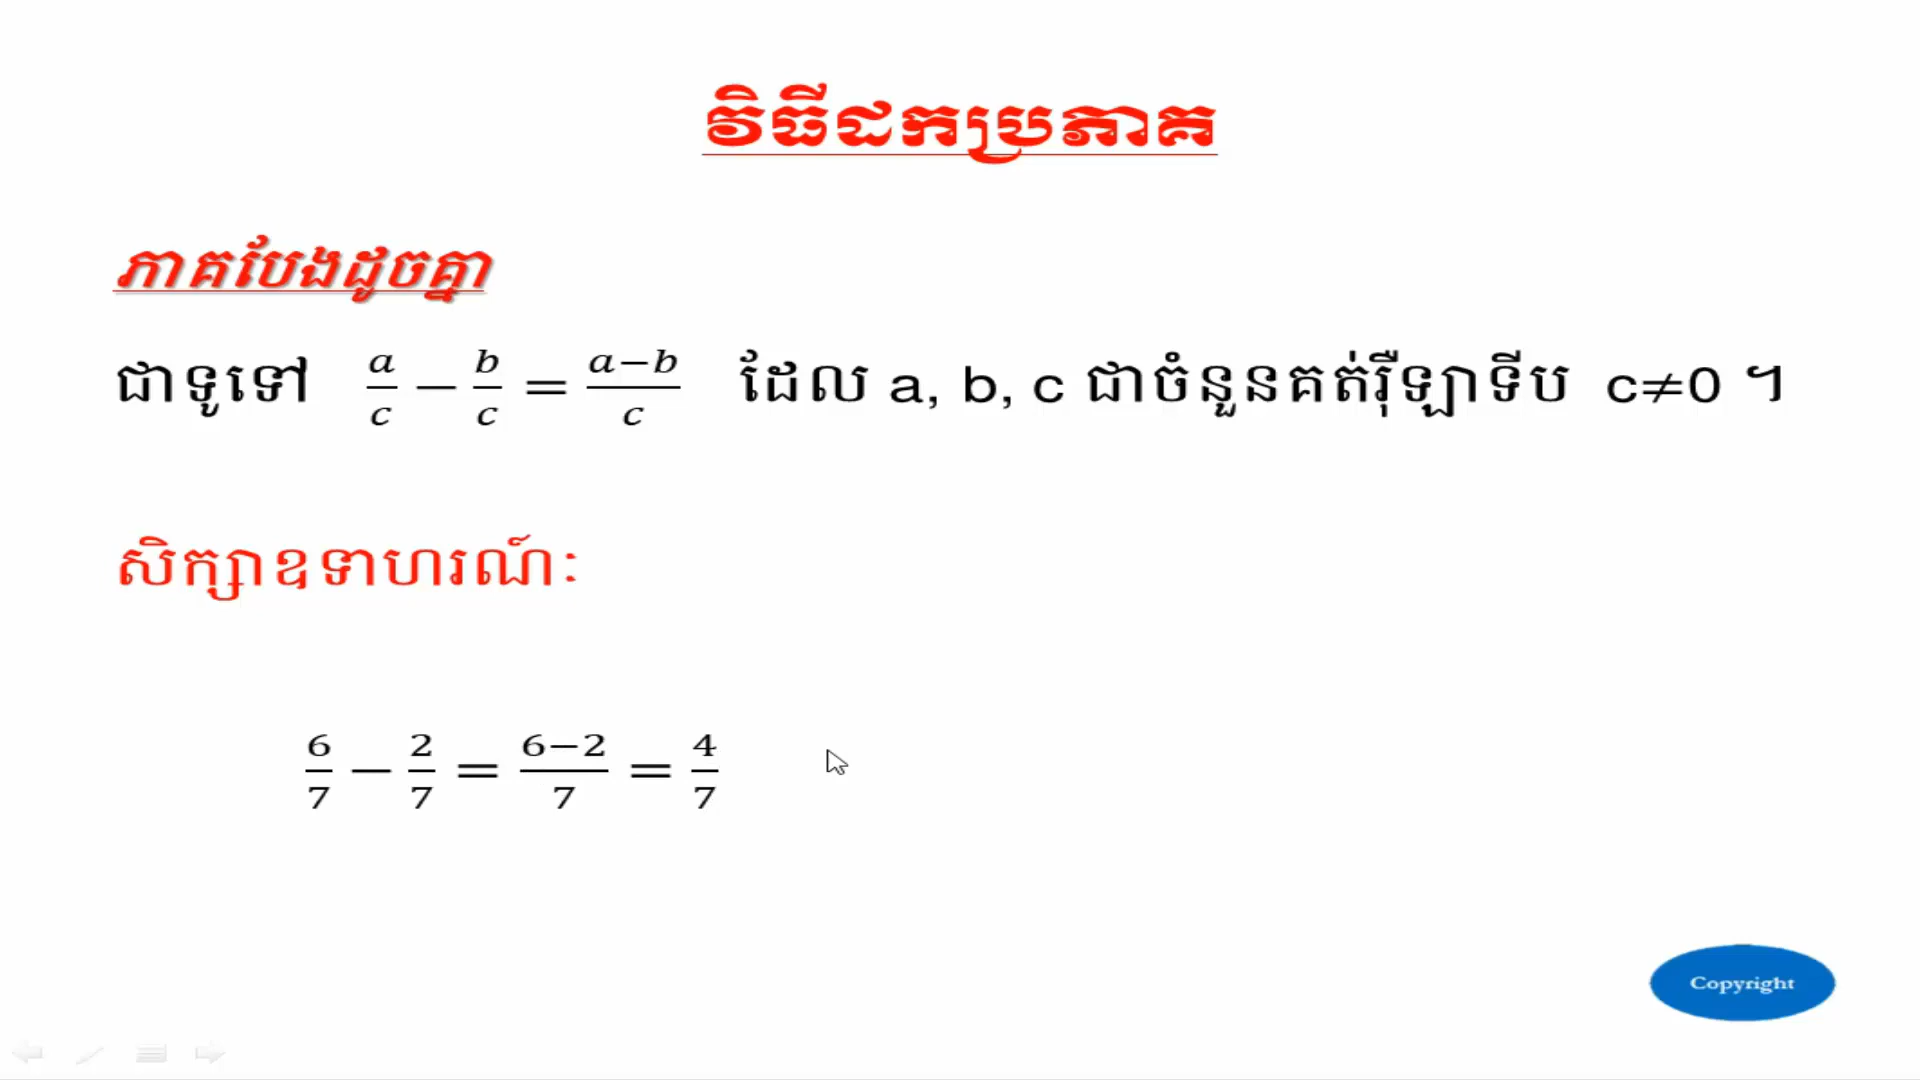 វិធីដកប្រភាគ
ភាគបែងដូចគ្នា
ជាទូទៅ a/c − b/c = a−b/c ដែល a, b, c ជាចំនួនគត់រ៉ឺឡាទីប c≠0 ។
សិក្សាឧទាហរណ៍ៈ
6/7 − 2/7 = 6−2/7 = 4/7
Copyright